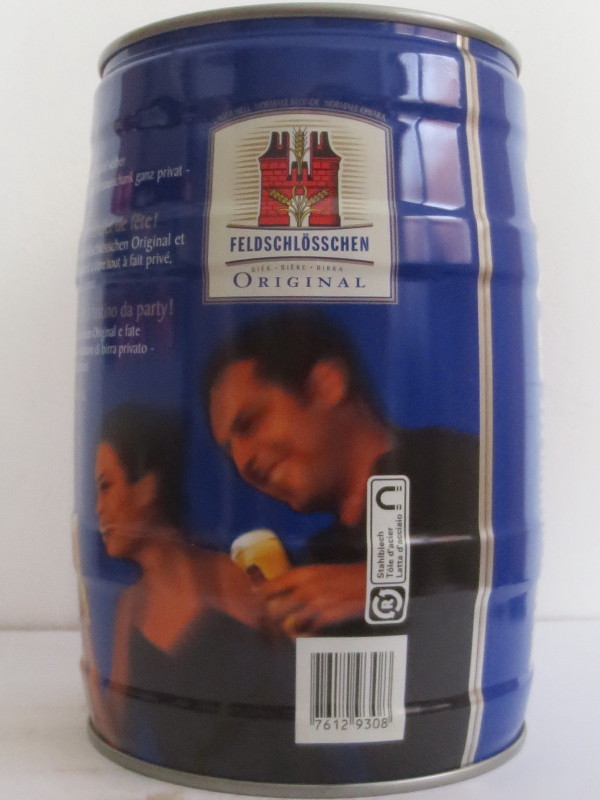 ganz privat -
de fête!
Original et
tout à fait privé.
da party!
Original e fate
di birra privato -
FELDSCHLÖSSCHEN
BIER · BIÈRE · BIRRA
ORIGINAL
Stahlblech
Tôle d'acier
Latta d'acciaio
R
7612 9308